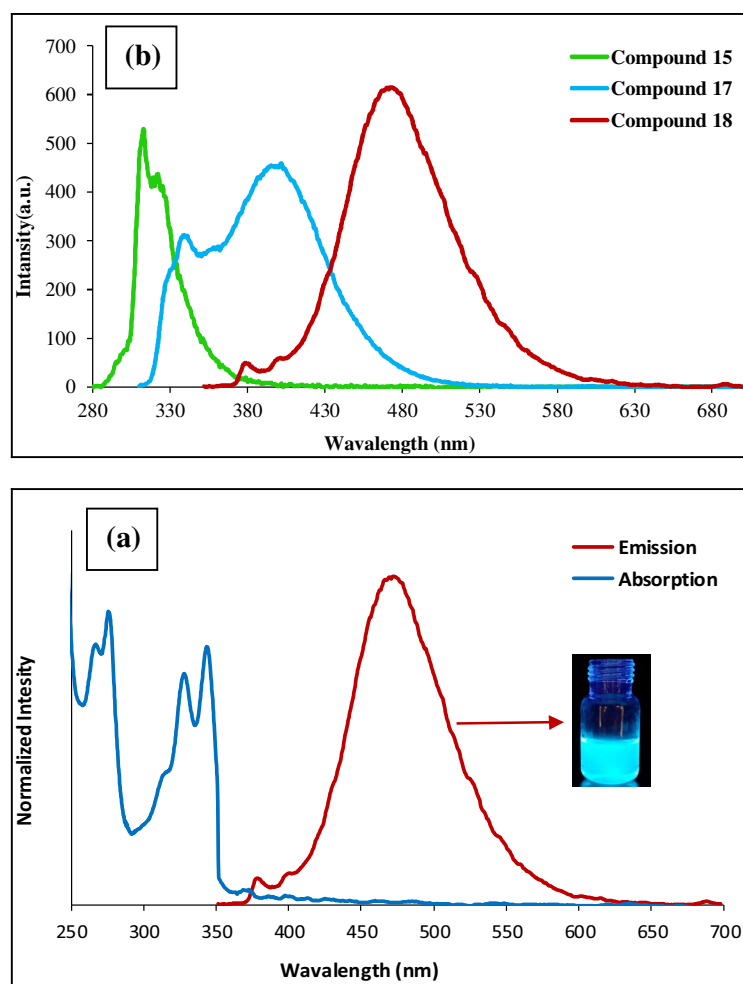 (b)
Compound 15
Compound 17
Compound 18
Intansity(a.u.)
700
600
500
400
300
200
100
0
280 330 380 430 480 530 580 630 680
Wavalength (nm)
(a)
Emission
Absorption
Normalized Intesity
250 300 350 400 450 500 550 600 650 700
Wavalength (nm)